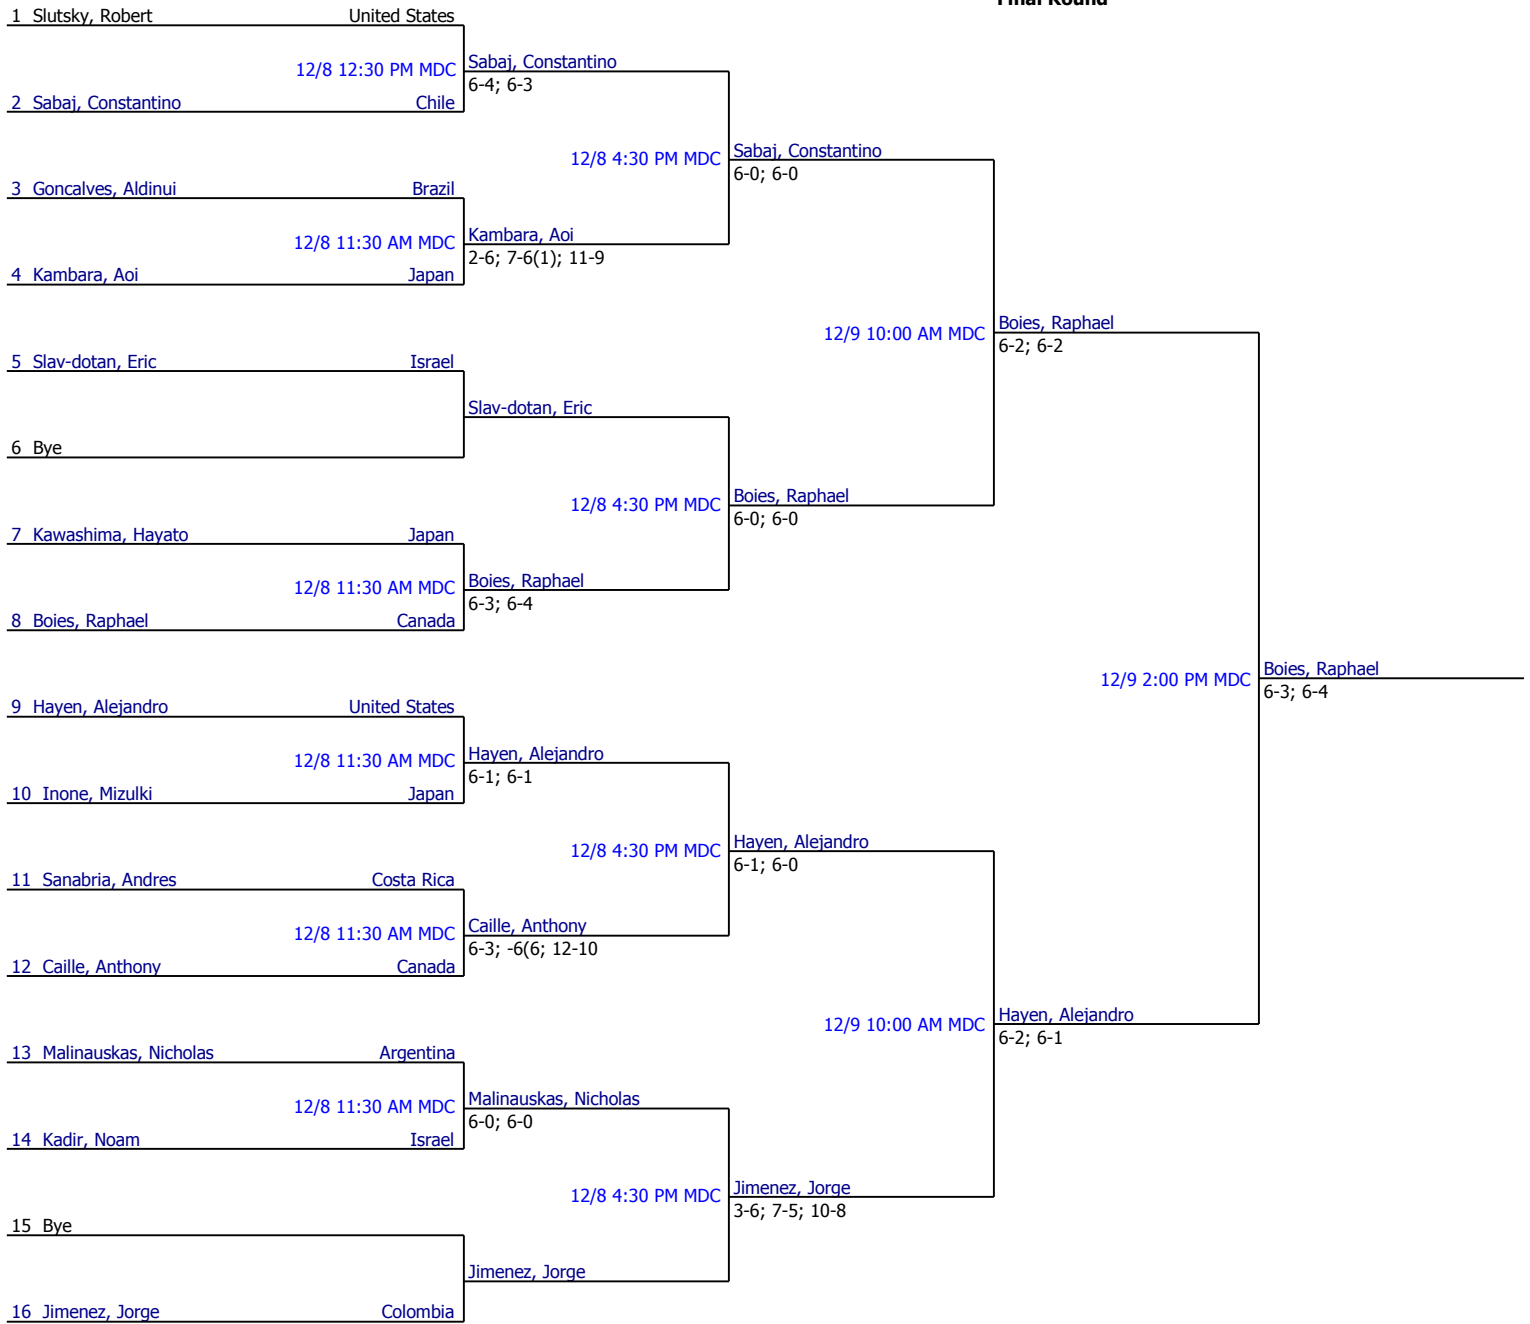 Final Round
1 Slutsky, Robert United States
12/8 12:30 PM MDC
Sabaj, Constantino
6-4; 6-3
2 Sabaj, Constantino Chile
12/8 4:30 PM MDC
Sabaj, Constantino
6-0; 6-0
3 Goncalves, Aldinui Brazil
12/8 11:30 AM MDC
Kambara, Aoi
2-6; 7-6(1); 11-9
4 Kambara, Aoi Japan
12/9 10:00 AM MDC
Boies, Raphael
6-2; 6-2
5 Slav-dotan, Eric Israel
Slav-dotan, Eric
6 Bye
12/8 4:30 PM MDC
Boies, Raphael
6-0; 6-0
7 Kawashima, Hayato Japan
12/8 11:30 AM MDC
Boies, Raphael
6-3; 6-4
8 Boies, Raphael Canada
12/9 2:00 PM MDC
Boies, Raphael
6-3; 6-4
9 Hayen, Alejandro United States
12/8 11:30 AM MDC
Hayen, Alejandro
6-1; 6-1
10 Inone, Mizulki Japan
12/8 4:30 PM MDC
Hayen, Alejandro
6-1; 6-0
11 Sanabria, Andres Costa Rica
12/8 11:30 AM MDC
Caille, Anthony
6-3; -6(6; 12-10
12 Caille, Anthony Canada
12/9 10:00 AM MDC
Hayen, Alejandro
6-2; 6-1
13 Malinauskas, Nicholas Argentina
12/8 11:30 AM MDC
Malinauskas, Nicholas
6-0; 6-0
14 Kadir, Noam Israel
12/8 4:30 PM MDC
Jimenez, Jorge
3-6; 7-5; 10-8
15 Bye
Jimenez, Jorge
16 Jimenez, Jorge Colombia